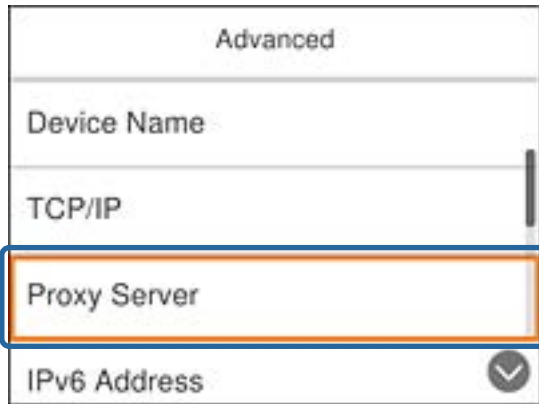 Advanced
Device Name
TCP/IP
Proxy Server
IPv6 Address